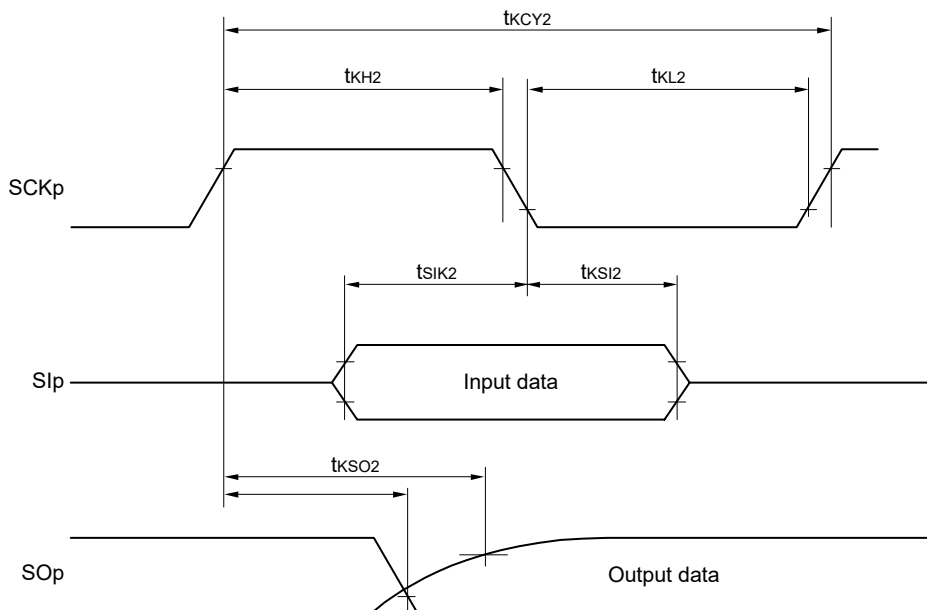 tKCY2
tKH2
tKL2
SCKp
tSIK2
tKSI2
SIp
Input data
tKSO2
SOp
Output data